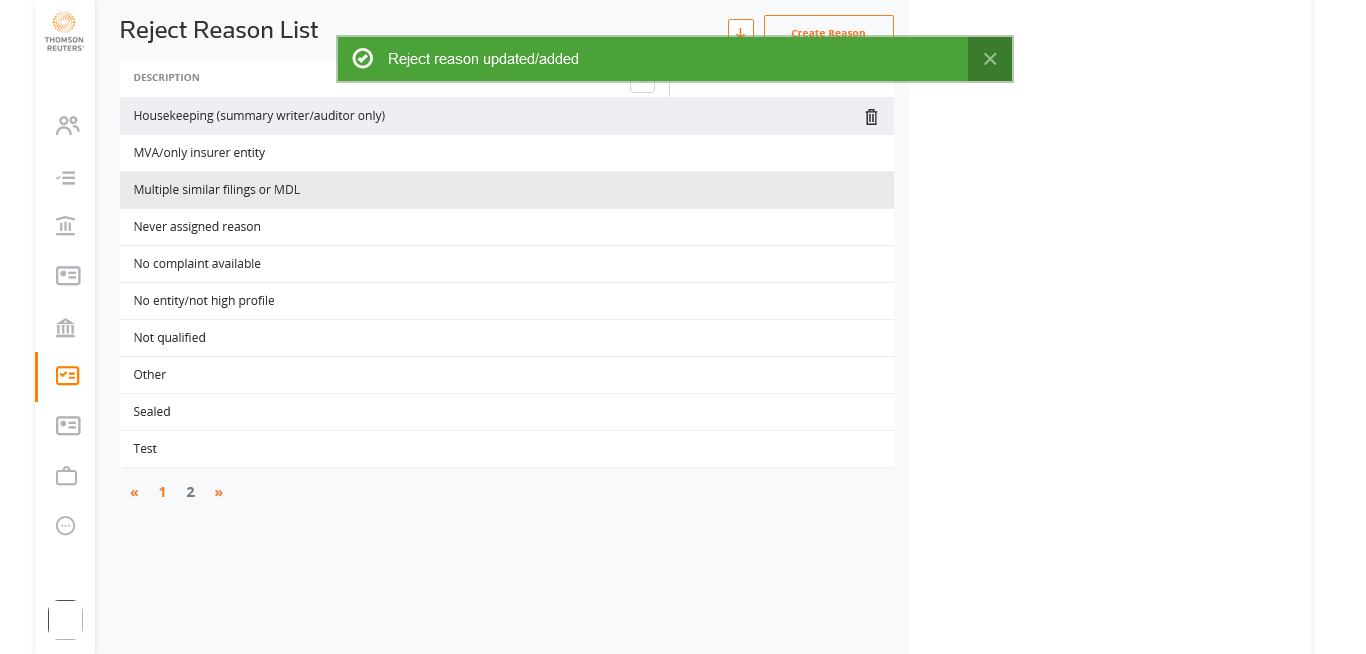 THOMSON
REUTERS
Reject Reason List
Create Reason
Reject reason updated/added
DESCRIPTION
Housekeeping (summary writer/auditor only)
MVA/only insurer entity
Multiple similar filings or MDL
Never assigned reason
No complaint available
No entity/not high profile
Not qualified
Other
Sealed
Test
« 1 2 »